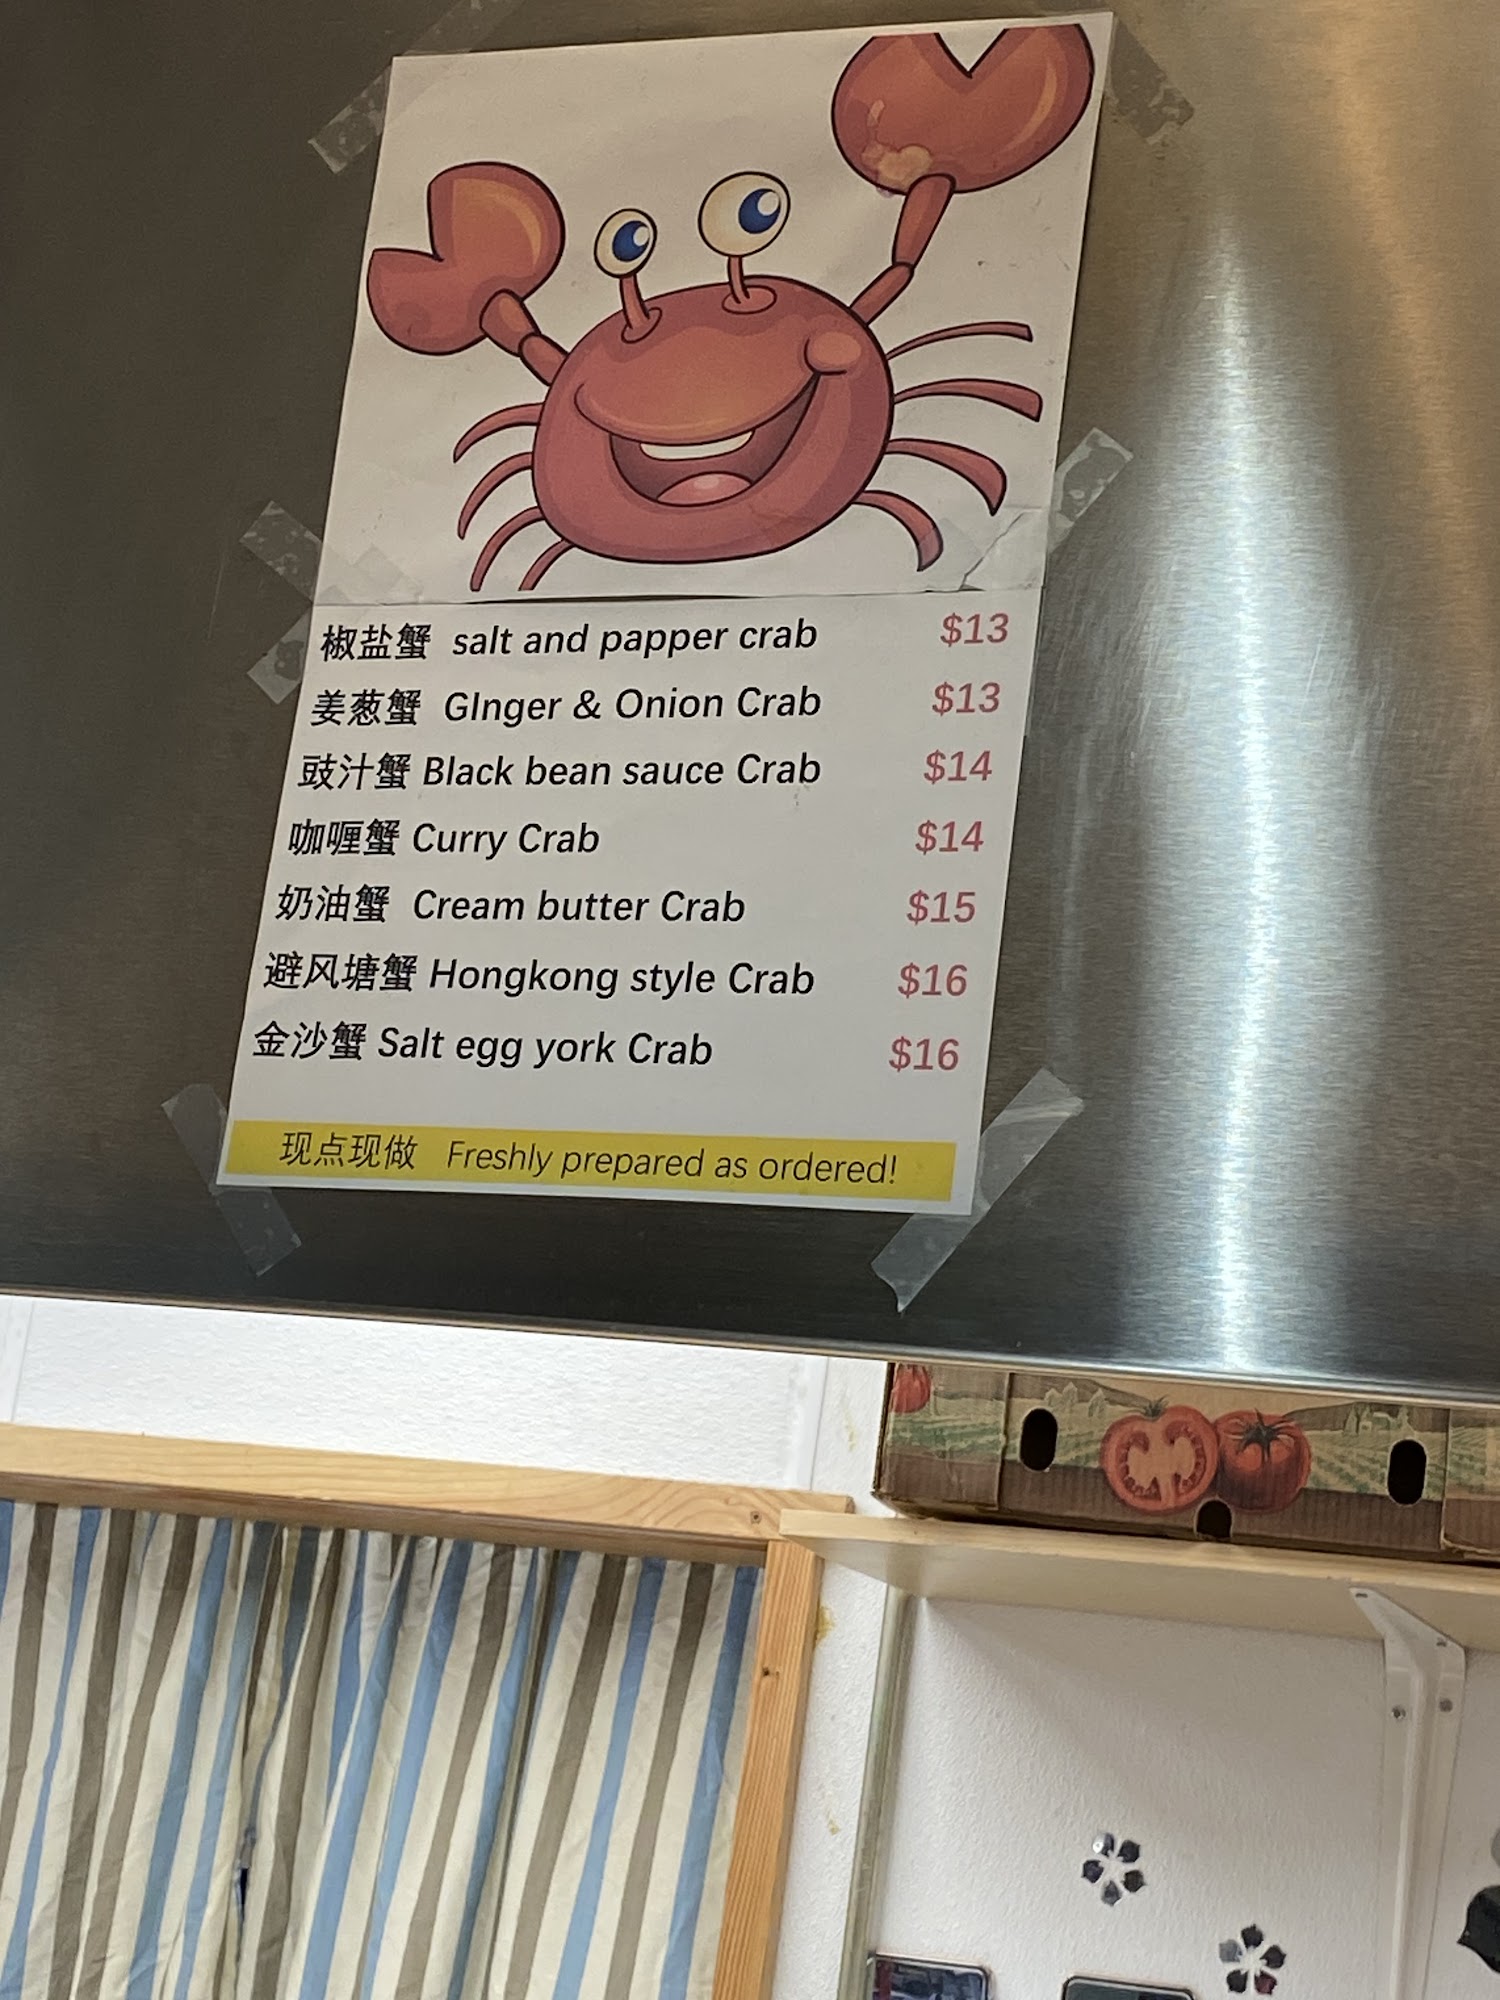 椒盐蟹 salt and papper crab $13
姜葱蟹 GInger & Onion Crab $13
豉汁蟹 Black bean sauce Crab $14
咖喱蟹 Curry Crab $14
奶油蟹 Cream butter Crab $15
避风塘蟹 Hongkong style Crab $16
金沙蟹 Salt egg york Crab $16
现点现做 Freshly prepared as ordered!